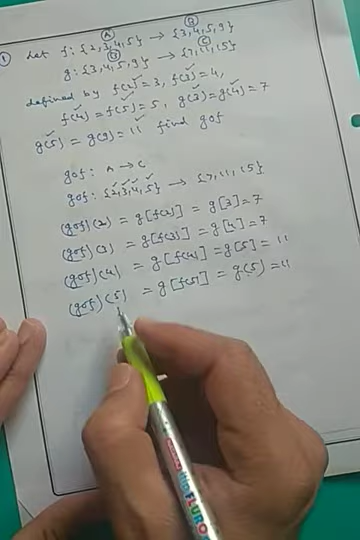 A B
① Let f: {2,3,4,5} → {3,4,5,9}
B C
g: {3,4,5,9} → {7,11,15}
defined by f(2)=3, f(3)=4,
f(4)=f(5)=5, g(3)=g(4)=7
g(5) = g(9) = 11 find gof
gof: A → C
gof: {2,3,4,5} → {7,11,15}
(gof)(2) = g[f(2)] = g[3] = 7
(gof)(3) = g[f(3)] = g[4] = 7
(gof)(4) = g[f(4)] = g[5] = 11
(gof)(5) = g[f(5)] = g(5) = 11
FLURO